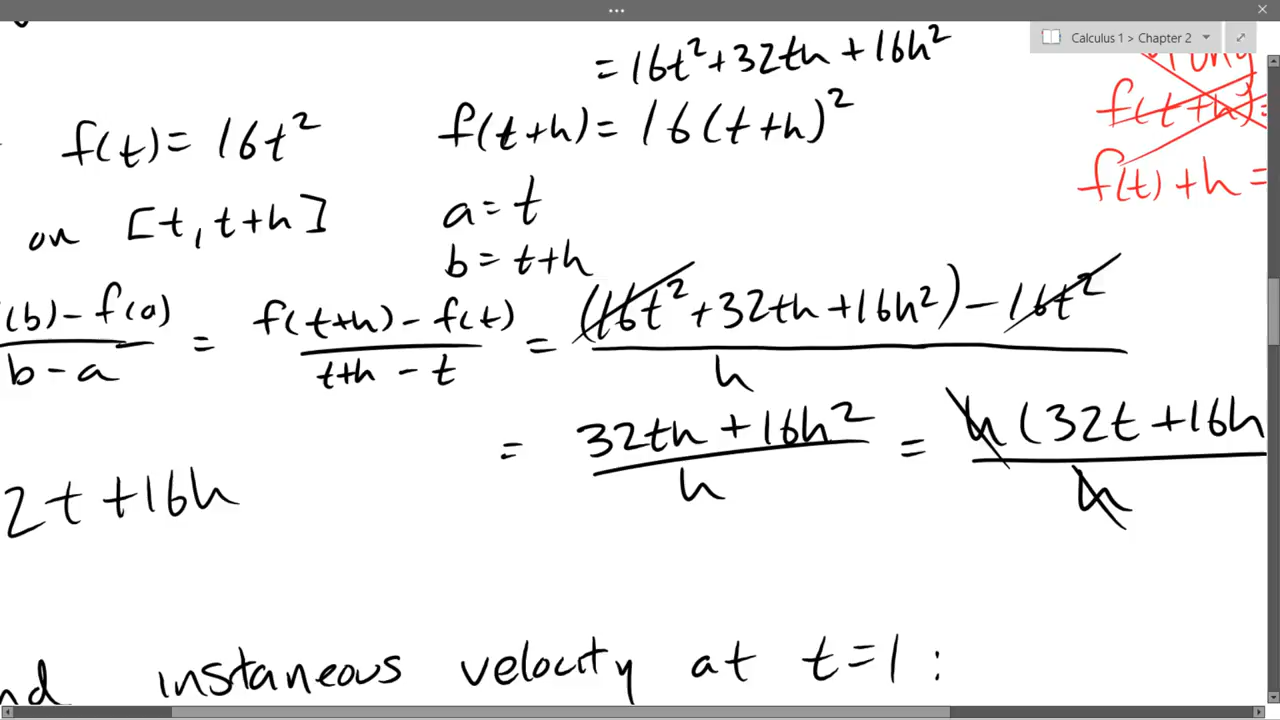 Calculus 1 > Chapter 2
= 16t² + 32th + 16h²
f(t) = 16t²
f(t+h) = 16(t+h)²
f(t+h) =
f(t) + h =
on [t, t+h]
a = t
b = t+h
(b) - f(a) / b - a = f(t+h) - f(t) / t+h - t = (16t² + 32th + 16h²) - 16t² / h
= 32th + 16h² / h = h(32t + 16h / h
2t + 16h
nd instaneous velocity at t=1 :